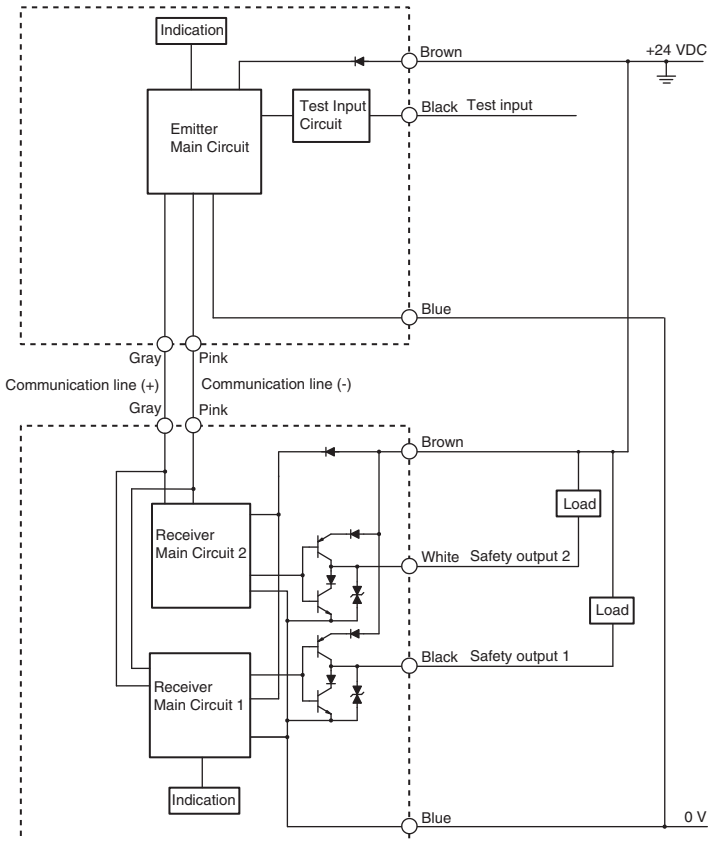 Indication
Brown
+24 VDC
Emitter
Main Circuit
Test Input
Circuit
Black Test input
Blue
Gray
Pink
Communication line (+)
Communication line (-)
Gray
Pink
Brown
Load
Receiver
Main Circuit 2
White Safety output 2
Load
Black Safety output 1
Receiver
Main Circuit 1
Indication
Blue
0 V